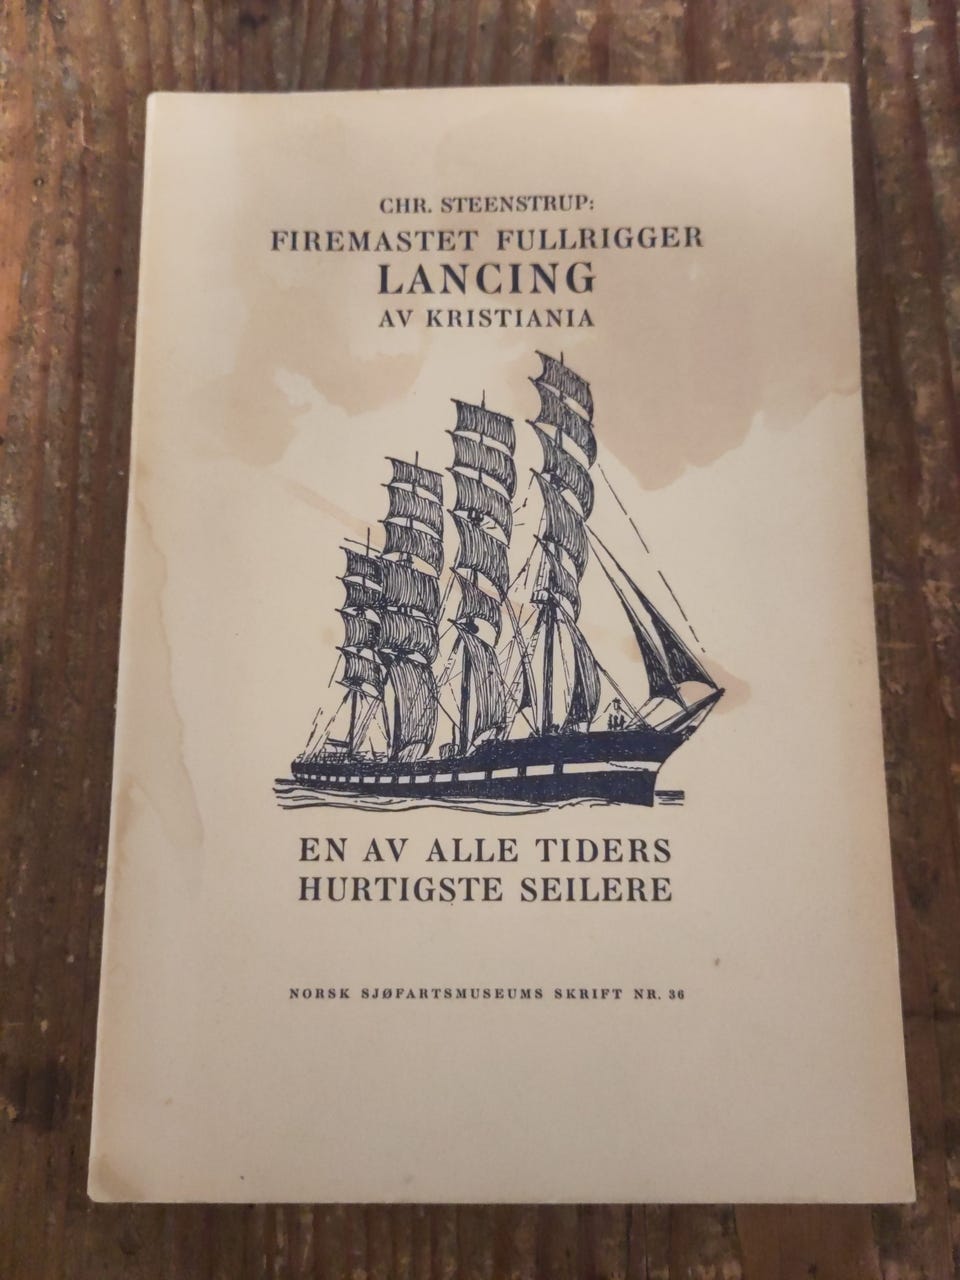 CHR. STEENSTRUP:
FIREMASTET FULLRIGGER
LANCING
AV KRISTIANIA
EN AV ALLE TIDERS
HURTIGSTE SEILERE
NORSK SJØFARTSMUSEUMS SKRIFT NR. 36